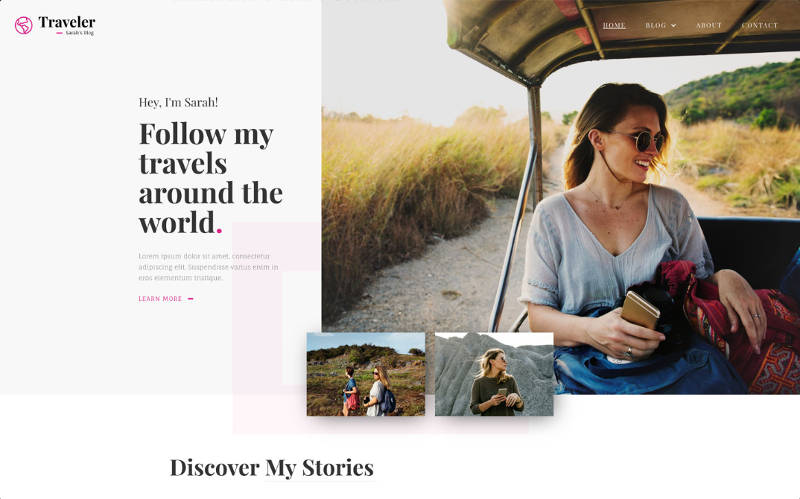 Traveler
Sarah's Blog
HOME
BLOG
ABOUT
CONTACT
Hey, I'm Sarah!
Follow my
travels
around the
world.
Lorem ipsum dolor sit amet, consectetur
adipiscing elit. Suspendisse varius enim in
eros elementum tristique.
LEARN MORE
Discover My Stories